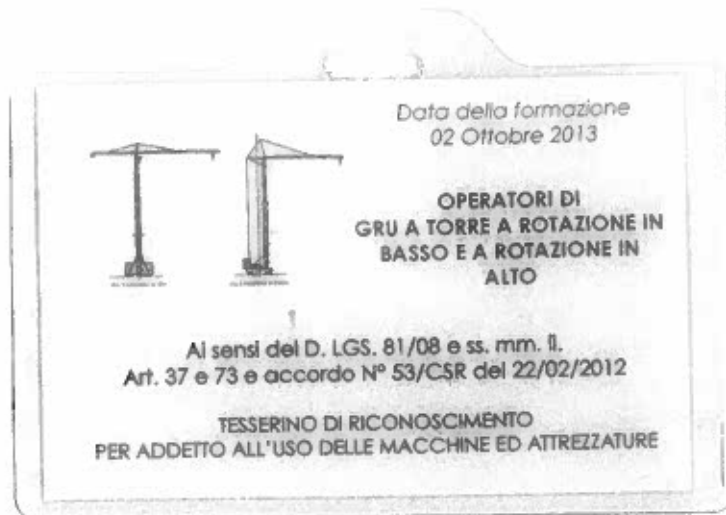 Data della formazione
02 Ottobre 2013
OPERATORI DI
GRU A TORRE A ROTAZIONE IN
BASSO E A ROTAZIONE IN
ALTO
Ai sensi del D. LGS. 81/08 e ss. mm. II.
Art. 37 e 73 e accordo N° 53/CSR del 22/02/2012
TESSERINO DI RICONOSCIMENTO
PER ADDETTO ALL'USO DELLE MACCHINE ED ATTREZZATURE